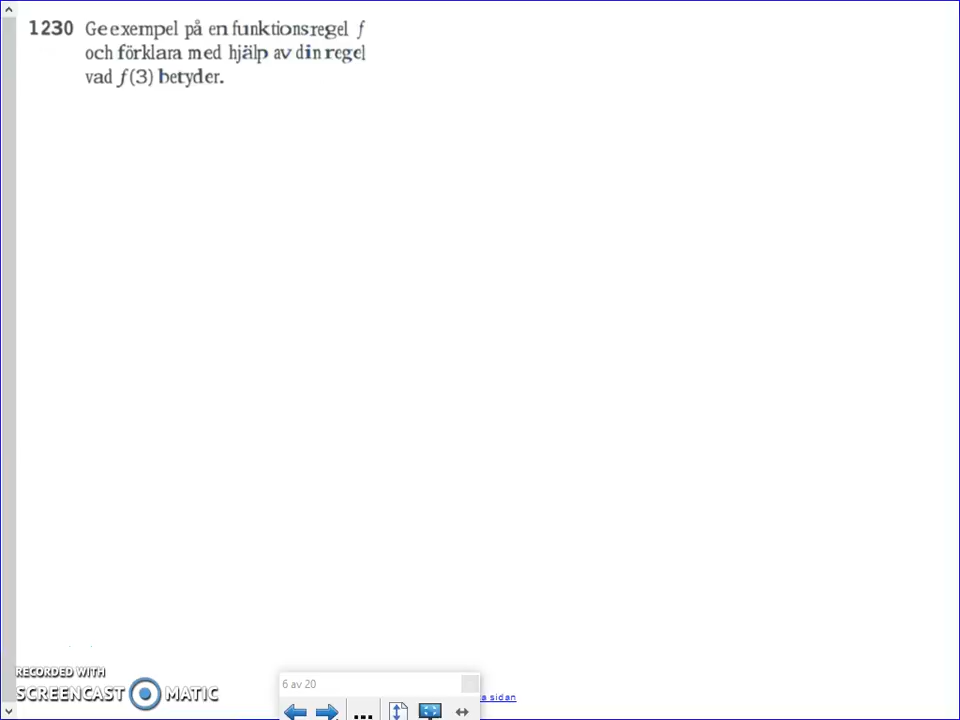 1230 Ge exempel på en funktionsregel f
och förklara med hjälp av din regel
vad f(3) betyder.
RECORDED WITH
SCREENCAST MATIC
6 av 20
a sidan